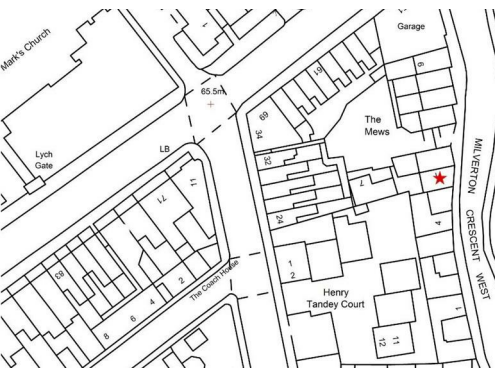 Mark's Church
Lych
Gate
LB
65.5m
1
Garage
The
Mews
9
61
69
34
32
24
7
4
1
MILVERTON
CRESCENT
WEST
11
71
83
8
6
4
2
The Coach House
1
2
Henry
Tandey Court
12
11